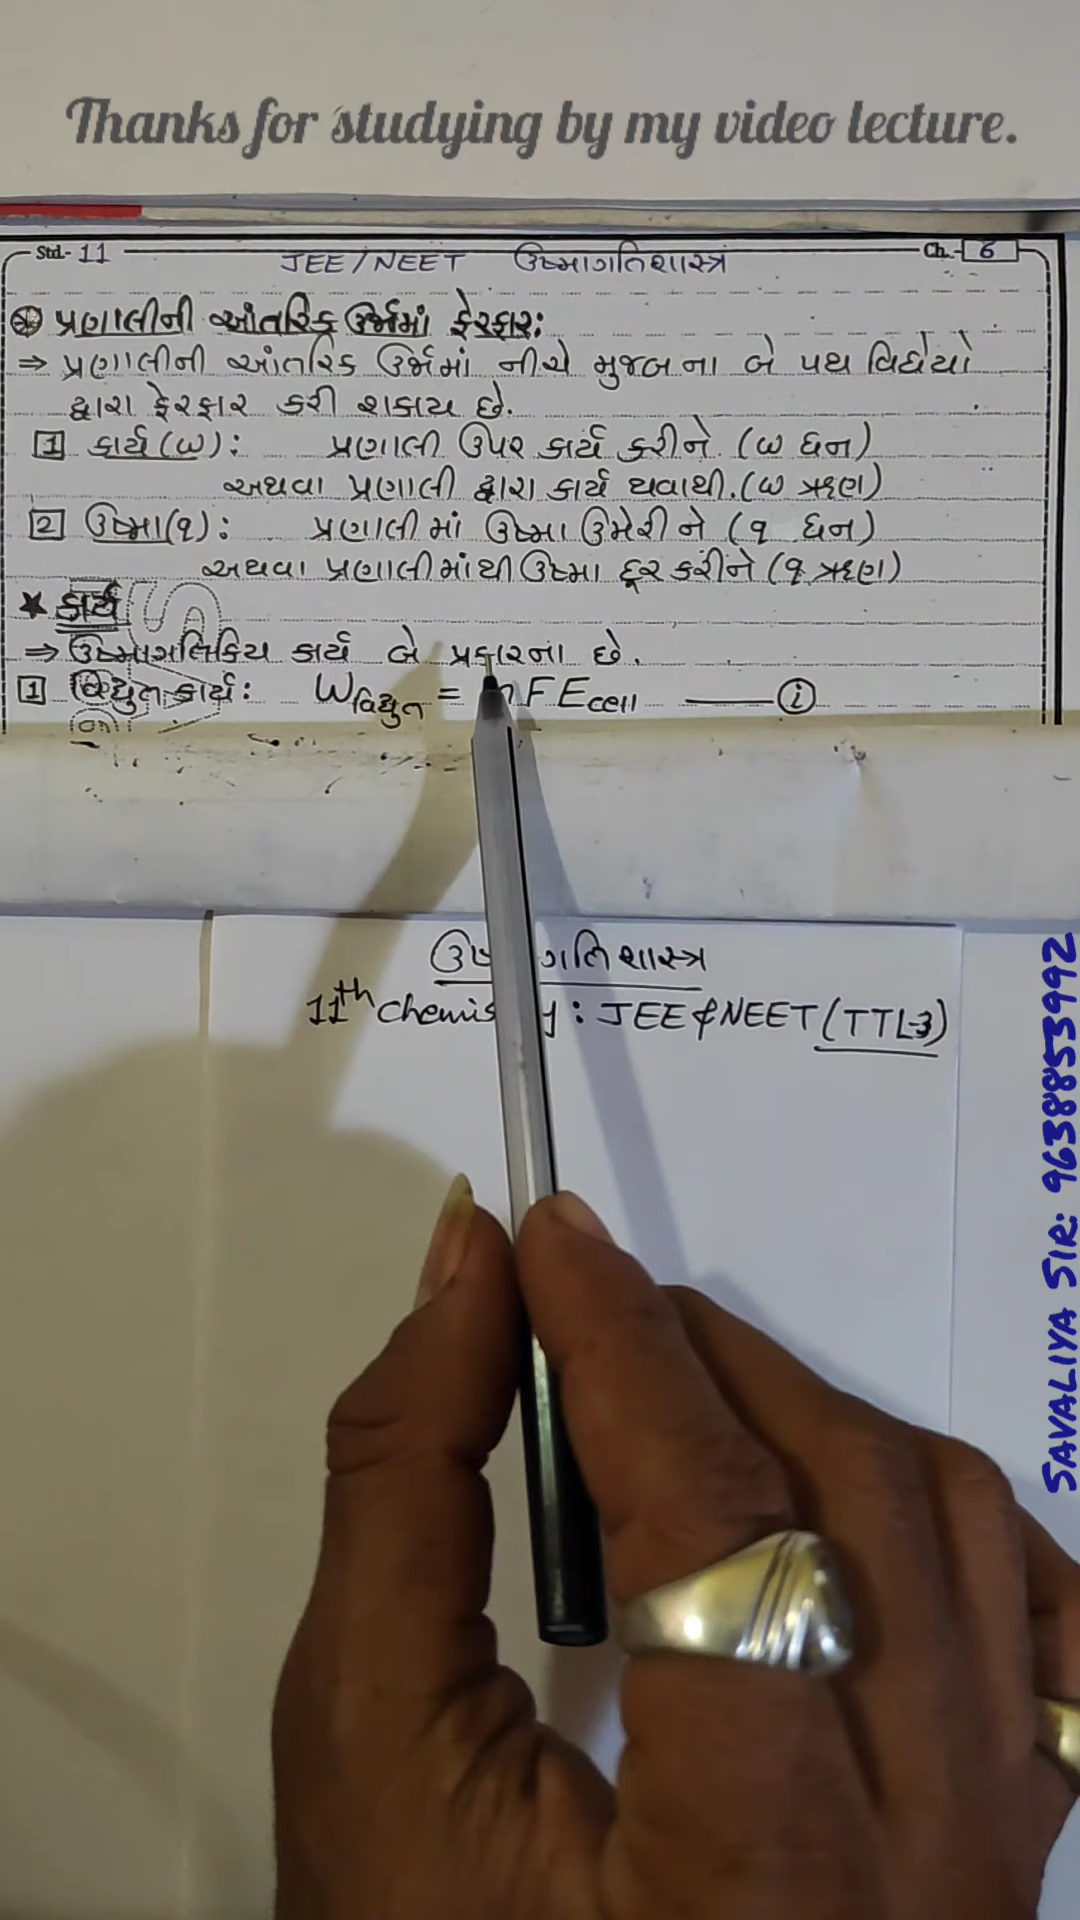 Thanks for studying by my video lecture.
Std.- 11 JEE/NEET ઉષ્માગતિશાસ્ત્ર Ch.- 6
પ્રણાલીની આંતરિક ઉર્જામાં ફેરફાર:
⇒ પ્રણાલીની આંતરિક ઉર્જામાં નીચે મુજબના બે પથ વિધેયો
દ્વારા ફેરફાર કરી શકાય છે.
1 કાર્ય(w): પ્રણાલી ઉપર કાર્ય કરીને. (w ધન)
અથવા પ્રણાલી દ્વારા કાર્ય થવાથી.(w ઋણ)
2 ઉષ્મા(q): પ્રણાલીમાં ઉષ્મા ઉમેરીને (q ધન)
અથવા પ્રણાલીમાંથી ઉષ્મા દૂર કરીને (q ઋણ)
★ કાર્ય
⇒ ઉષ્માગતિકિય કાર્ય બે પ્રકારના છે.
1 વિદ્યુતકાર્ય: Wવિદ્યુત = nFEcell ——— i
ગતિશાસ્ત્ર
11th : JEE & NEET (TTL-3)
SAVALIYA SIR: 9638853992